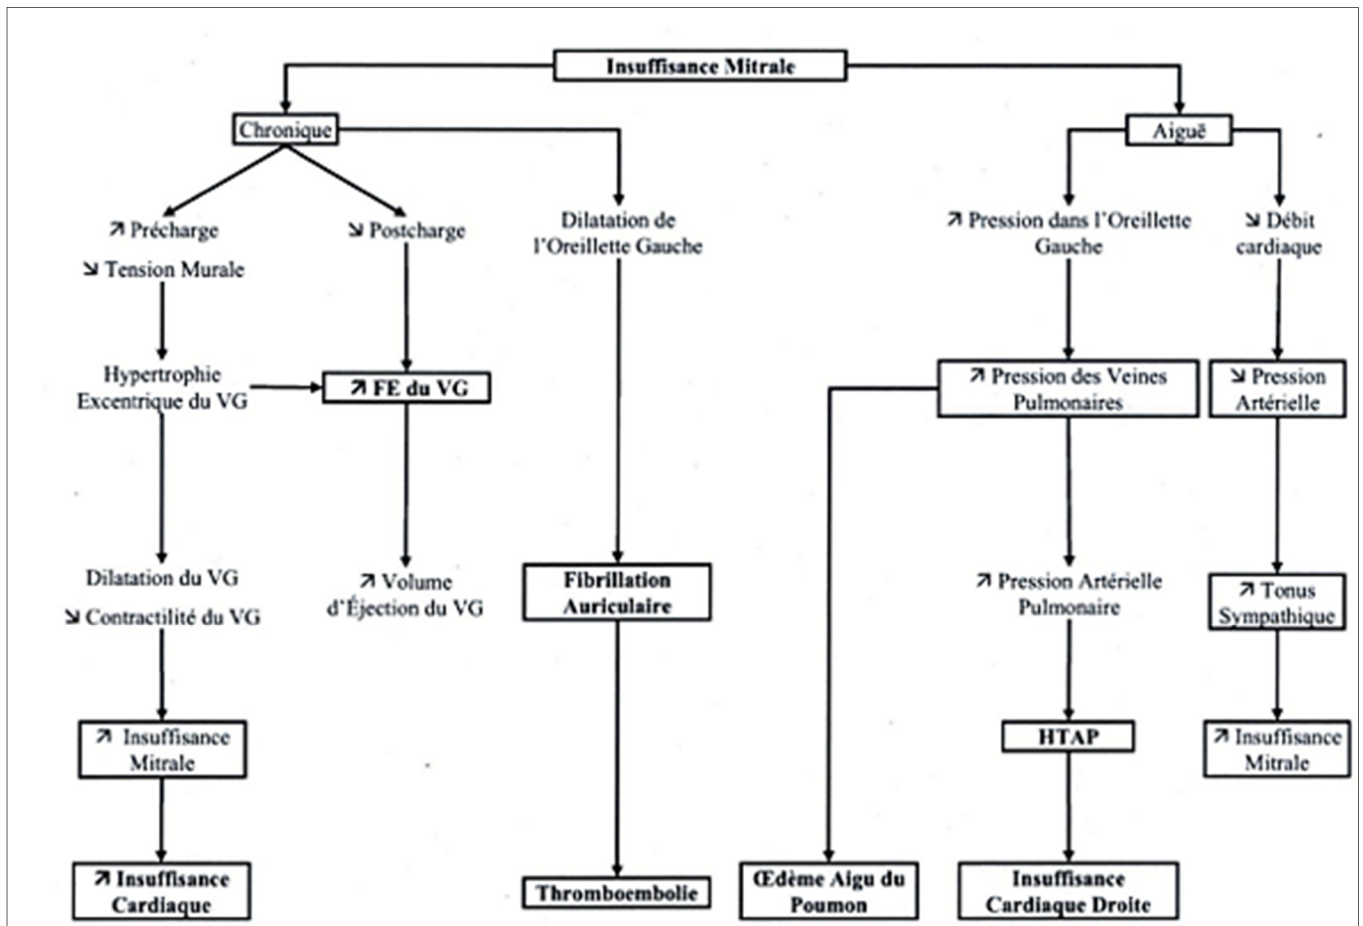 Insuffisance Mitrale
Chronique
Aiguë
↗ Précharge
↘ Tension Murale
↘ Postcharge
Dilatation de
l'Oreillette Gauche
↗ Pression dans l'Oreillette
Gauche
↘ Débit
cardiaque
Hypertrophie
Excentrique du VG
↗ FE du VG
↗ Pression des Veines
Pulmonaires
↘ Pression
Artérielle
Dilatation du VG
↘ Contractilité du VG
↗ Volume
d'Éjection du VG
Fibrillation
Auriculaire
↗ Pression Artérielle
Pulmonaire
↗ Tonus
Sympathique
↗ Insuffisance
Mitrale
HTAP
↗ Insuffisance
Mitrale
↗ Insuffisance
Cardiaque
Thromboembolie
Œdème Aigu du
Poumon
Insuffisance
Cardiaque Droite